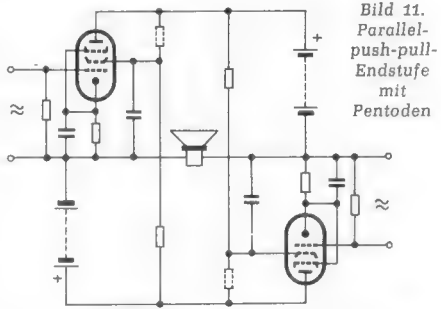 Bild 11.
Parallel-
push-pull-
Endstufe
mit
Pentoden
+
≈
≈
+